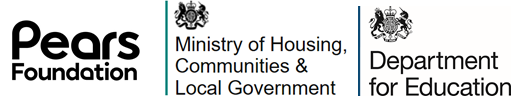 Pears
Foundation
Ministry of Housing,
Communities &
Local Government
Department
for Education